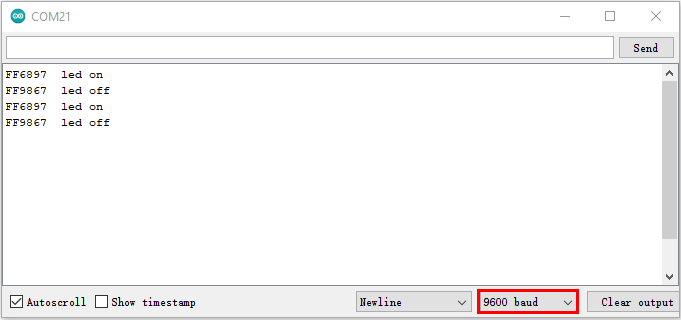 COM21
Send
FF6897  led on
FF9867  led off
FF6897  led on
FF9867  led off
Autoscroll Show timestamp Newline 9600 baud Clear output